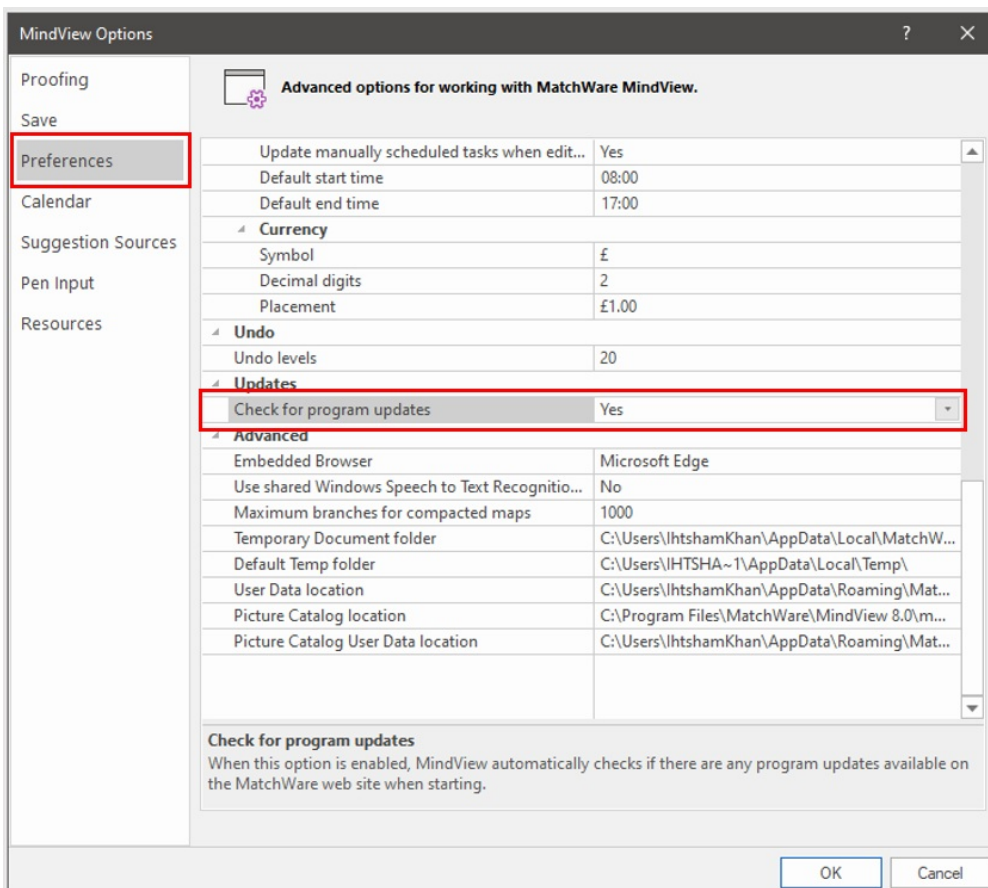 MindView Options ? ×
Proofing
Save
Preferences
Calendar
Suggestion Sources
Pen Input
Resources
Advanced options for working with MatchWare MindView.
Update manually scheduled tasks when edit... Yes
Default start time 08:00
Default end time 17:00
Currency
Symbol £
Decimal digits 2
Placement £1.00
Undo
Undo levels 20
Updates
Check for program updates Yes
Advanced
Embedded Browser Microsoft Edge
Use shared Windows Speech to Text Recognitio... No
Maximum branches for compacted maps 1000
Temporary Document folder C:\Users\IhtshamKhan\AppData\Local\MatchW...
Default Temp folder C:\Users\IHTSHA~1\AppData\Local\Temp\
User Data location C:\Users\IhtshamKhan\AppData\Roaming\Mat...
Picture Catalog location C:\Program Files\MatchWare\MindView 8.0\m...
Picture Catalog User Data location C:\Users\IhtshamKhan\AppData\Roaming\Mat...
Check for program updates
When this option is enabled, MindView automatically checks if there are any program updates available on
the MatchWare web site when starting.
OK Cancel